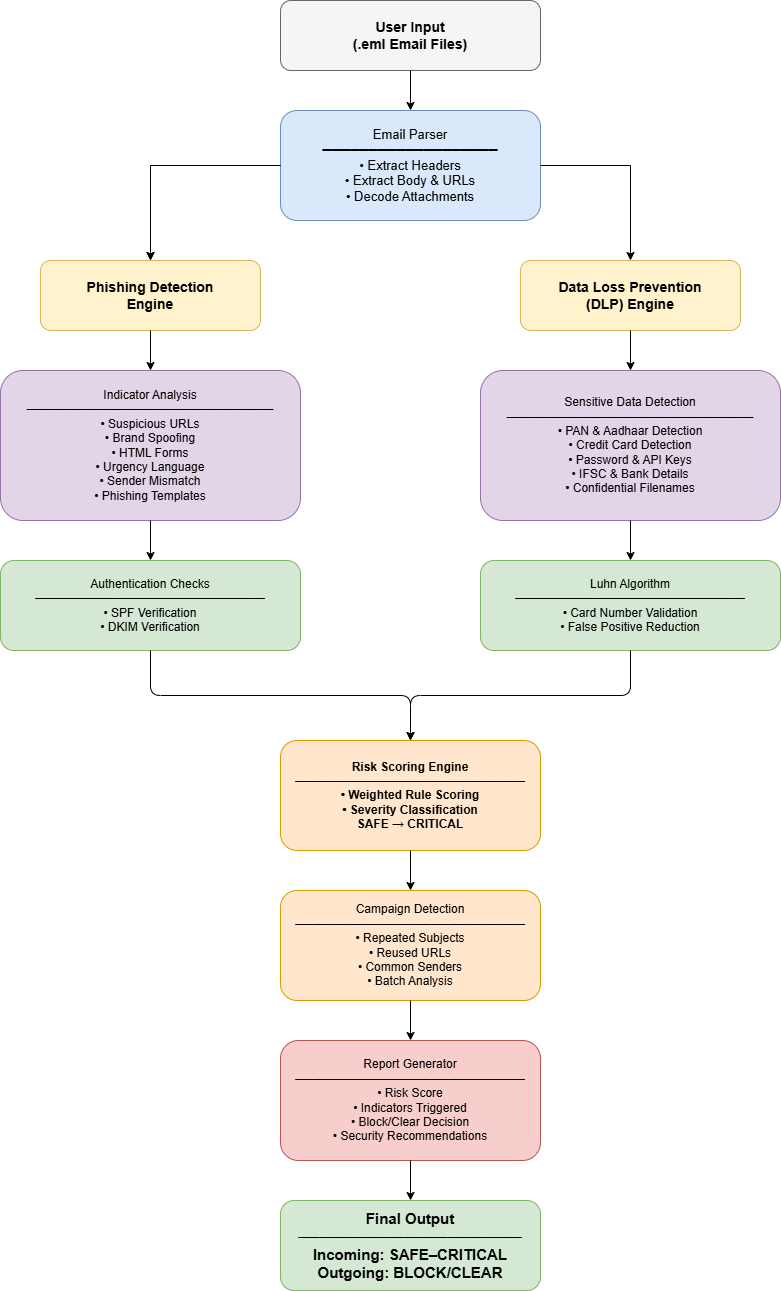 User Input
(.eml Email Files)
Email Parser
• Extract Headers
• Extract Body & URLs
• Decode Attachments
Phishing Detection
Engine
Data Loss Prevention
(DLP) Engine
Indicator Analysis
• Suspicious URLs
• Brand Spoofing
• HTML Forms
• Urgency Language
• Sender Mismatch
• Phishing Templates
Sensitive Data Detection
• PAN & Aadhaar Detection
• Credit Card Detection
• Password & API Keys
• IFSC & Bank Details
• Confidential Filenames
Authentication Checks
• SPF Verification
• DKIM Verification
Luhn Algorithm
• Card Number Validation
• False Positive Reduction
Risk Scoring Engine
• Weighted Rule Scoring
• Severity Classification
SAFE → CRITICAL
Campaign Detection
• Repeated Subjects
• Reused URLs
• Common Senders
• Batch Analysis
Report Generator
• Risk Score
• Indicators Triggered
• Block/Clear Decision
• Security Recommendations
Final Output
Incoming: SAFE–CRITICAL
Outgoing: BLOCK/CLEAR